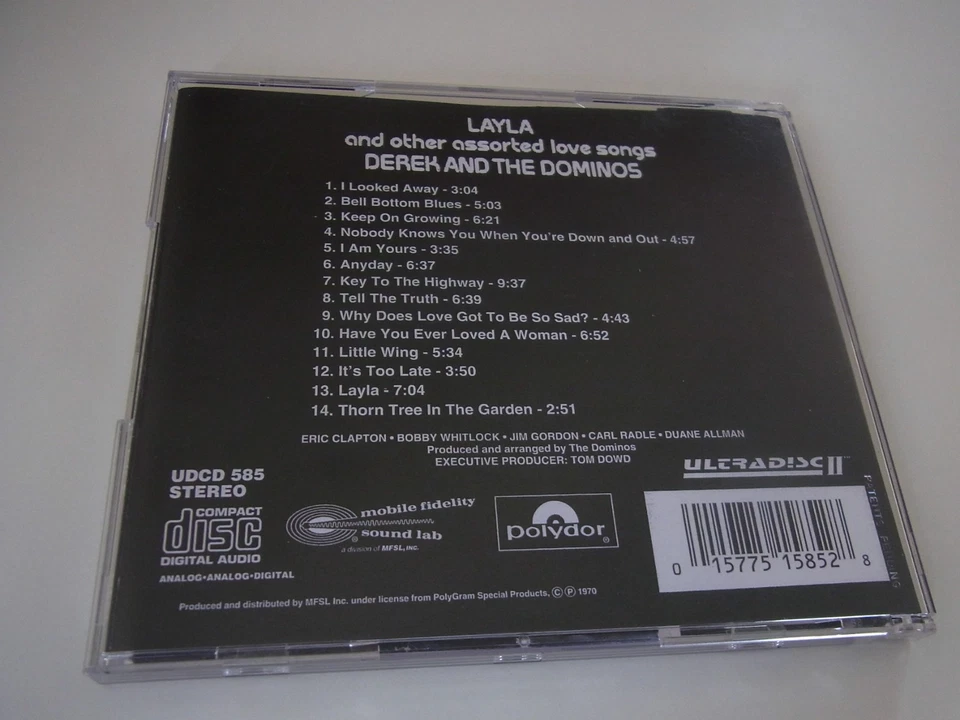 LAYLA
and other assorted love songs
DEREK AND THE DOMINOS
1. I Looked Away - 3:04
2. Bell Bottom Blues - 5:03
3. Keep On Growing - 6:21
4. Nobody Knows You When You're Down and Out - 4:57
5. I Am Yours - 3:35
6. Anyday - 6:37
7. Key To The Highway - 9:37
8. Tell The Truth - 6:39
9. Why Does Love Got To Be So Sad? - 4:43
10. Have You Ever Loved A Woman - 6:52
11. Little Wing - 5:34
12. It's Too Late - 3:50
13. Layla - 7:04
14. Thorn Tree In The Garden - 2:51
ERIC CLAPTON • BOBBY WHITLOCK • JIM GORDON • CARL RADLE • DUANE ALLMAN
Produced and arranged by The Dominos
EXECUTIVE PRODUCER: TOM DOWD
UDCD 585
STEREO
COMPACT
disc
DIGITAL AUDIO
ANALOG•ANALOG•DIGITAL
mobile fidelity
sound lab
®
a division of MFSL, INC.
polydor
®
ULTRADISC II™
PATENTS PENDING
0 15775 15852 8
Produced and distributed by MFSL Inc. under license from PolyGram Special Products, © ℗ 1970